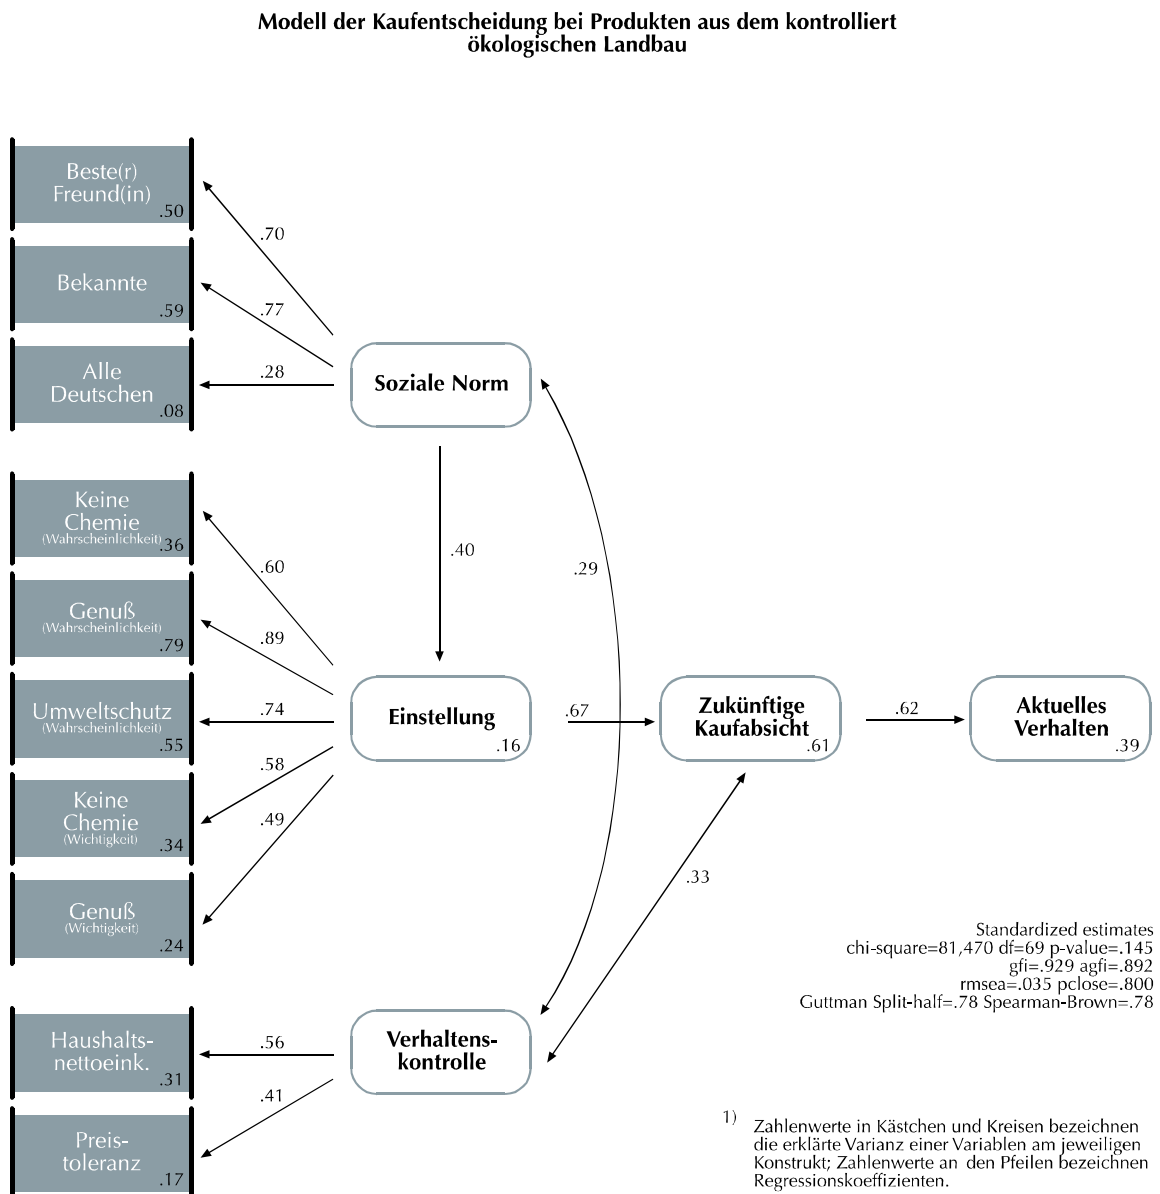 Modell der Kaufentscheidung bei Produkten aus dem kontrolliert
ökologischen Landbau
Beste(r)
Freund(in)
.50
.70
Bekannte
.59
.77
Alle
Deutschen
.08
.28
Soziale Norm
Keine
Chemie
(Wahrscheinlichkeit)
.36
.60
.40
.29
Genuß
(Wahrscheinlichkeit)
.79
.89
Umweltschutz
(Wahrscheinlichkeit)
.55
.74
Einstellung
.16
.67
Zukünftige
Kaufabsicht
.61
.62
Aktuelles
Verhalten
.39
Keine
Chemie
(Wichtigkeit)
.34
.58
Genuß
(Wichtigkeit)
.24
.49
.33
Standardized estimates
chi-square=81,470 df=69 p-value=.145
gfi=.929 agfi=.892
rmsea=.035 pclose=.800
Guttman Split-half=.78 Spearman-Brown=.78
Haushalts-
nettoeink.
.31
.56
Verhaltens-
kontrolle
Preis-
toleranz
.17
.41
1) Zahlenwerte in Kästchen und Kreisen bezeichnen
die erklärte Varianz einer Variablen am jeweiligen
Konstrukt; Zahlenwerte an den Pfeilen bezeichnen
Regressionskoeffizienten.